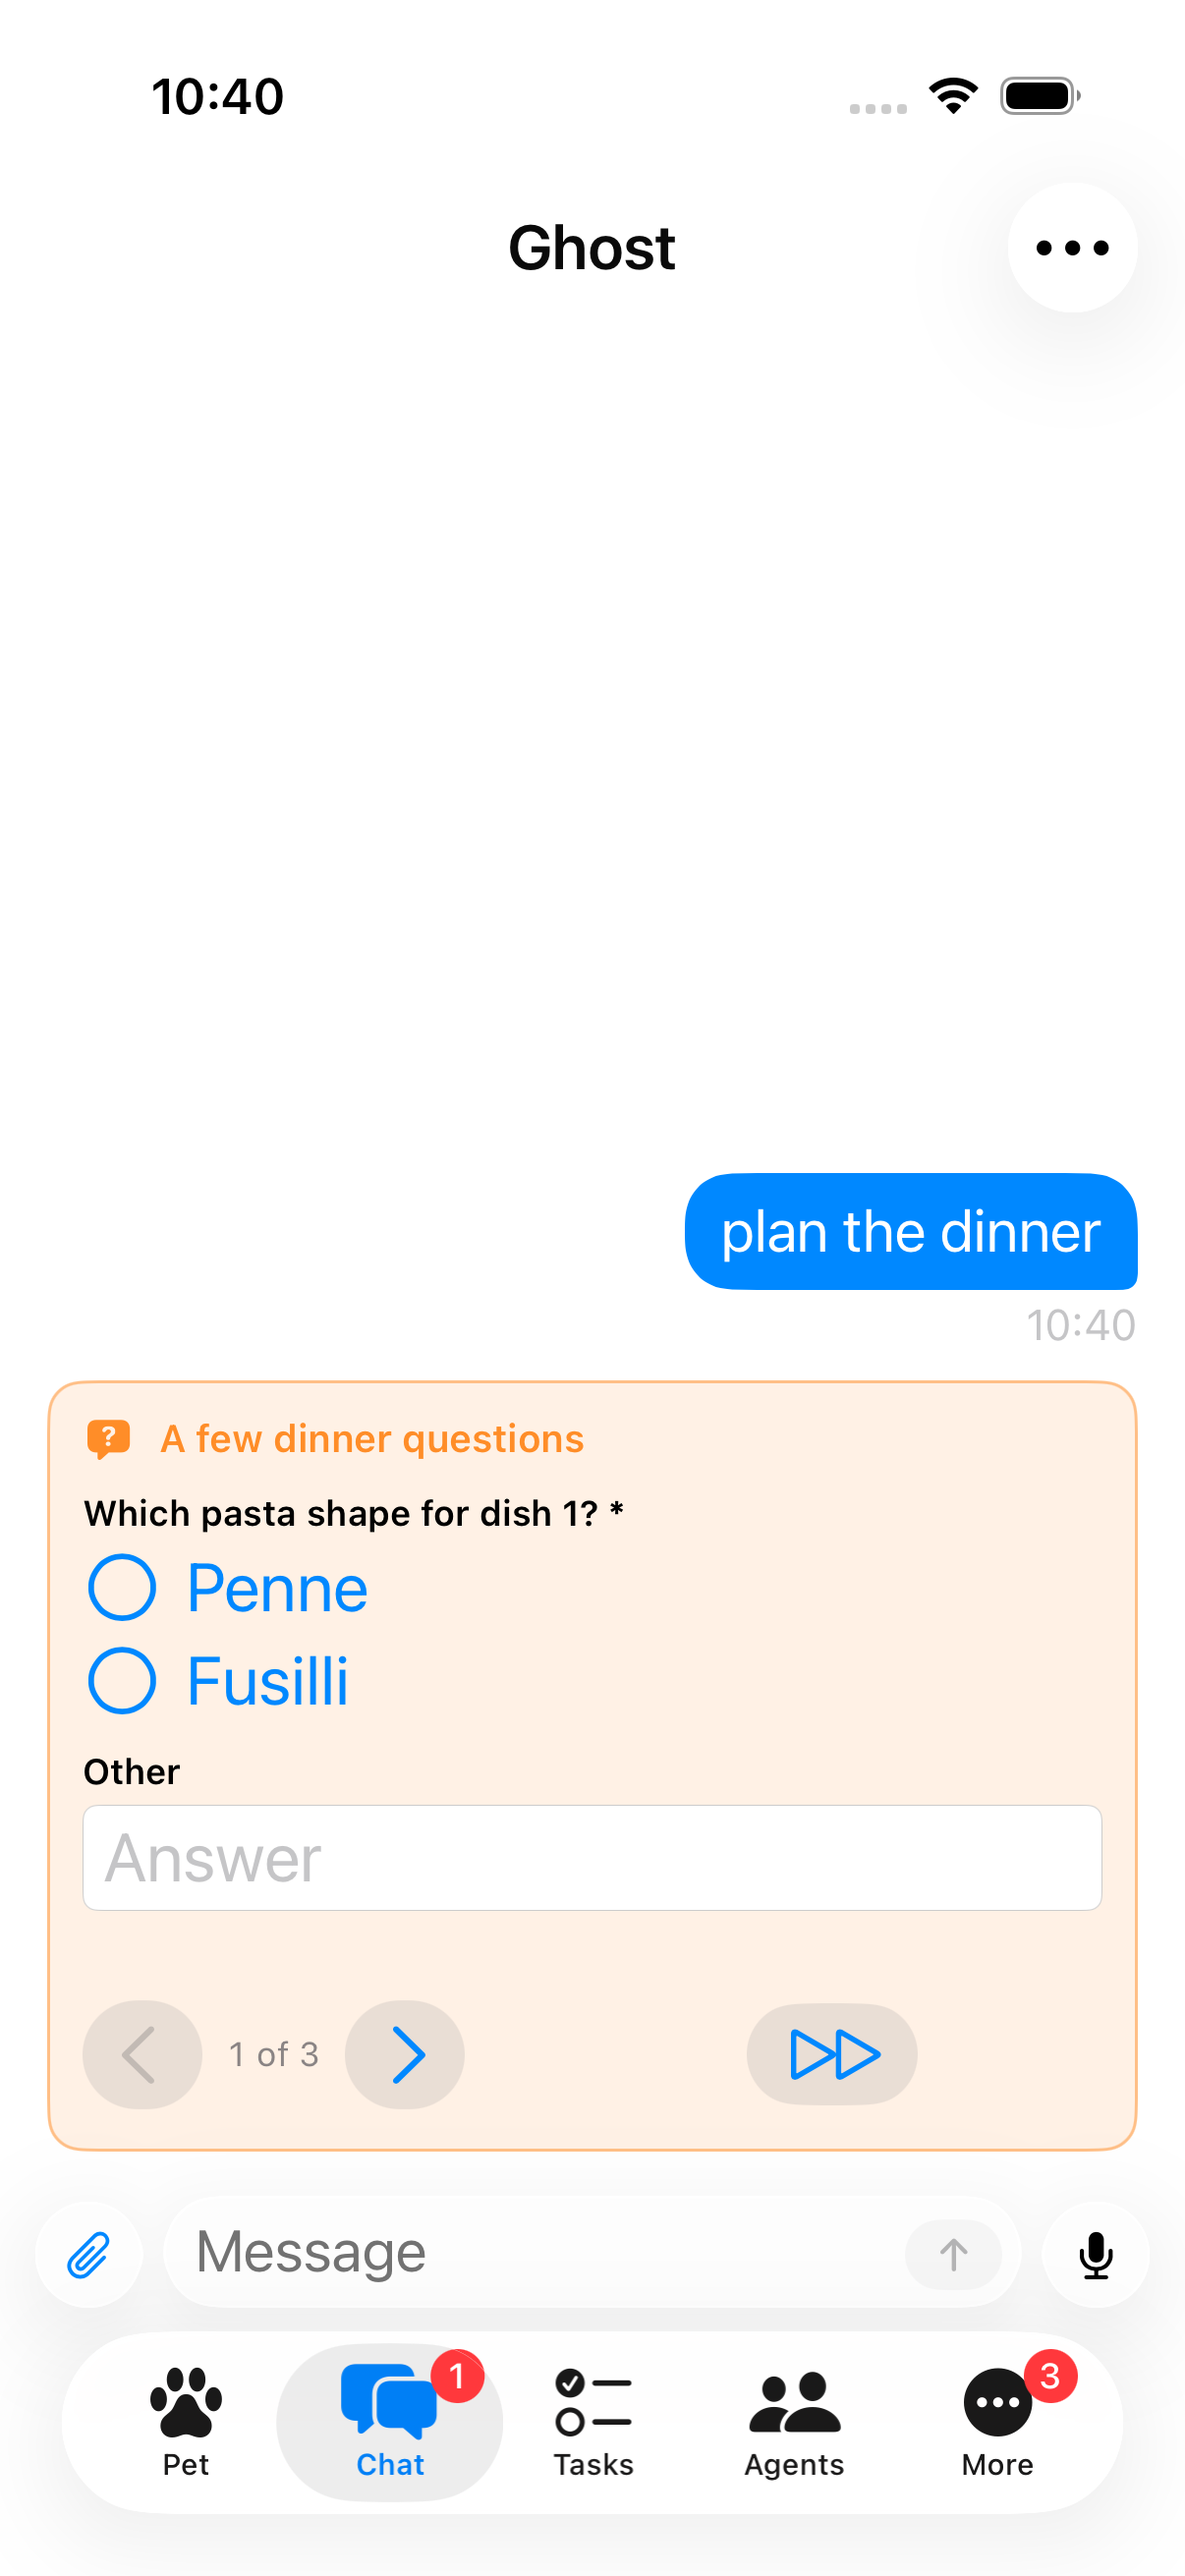 10:40
Ghost
plan the dinner
10:40
A few dinner questions
Which pasta shape for dish 1? *
Penne
Fusilli
Other
Answer
1 of 3
Message
1
3
Pet
Chat
Tasks
Agents
More